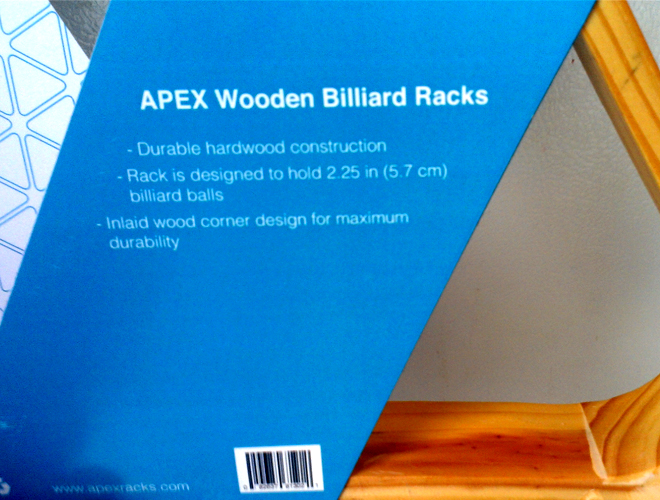 APEX Wooden Billiard Racks
- Durable hardwood construction
- Rack is designed to hold 2.25 in (5.7 cm)
billiard balls
- Inlaid wood corner design for maximum
durability
www.apexracks.com